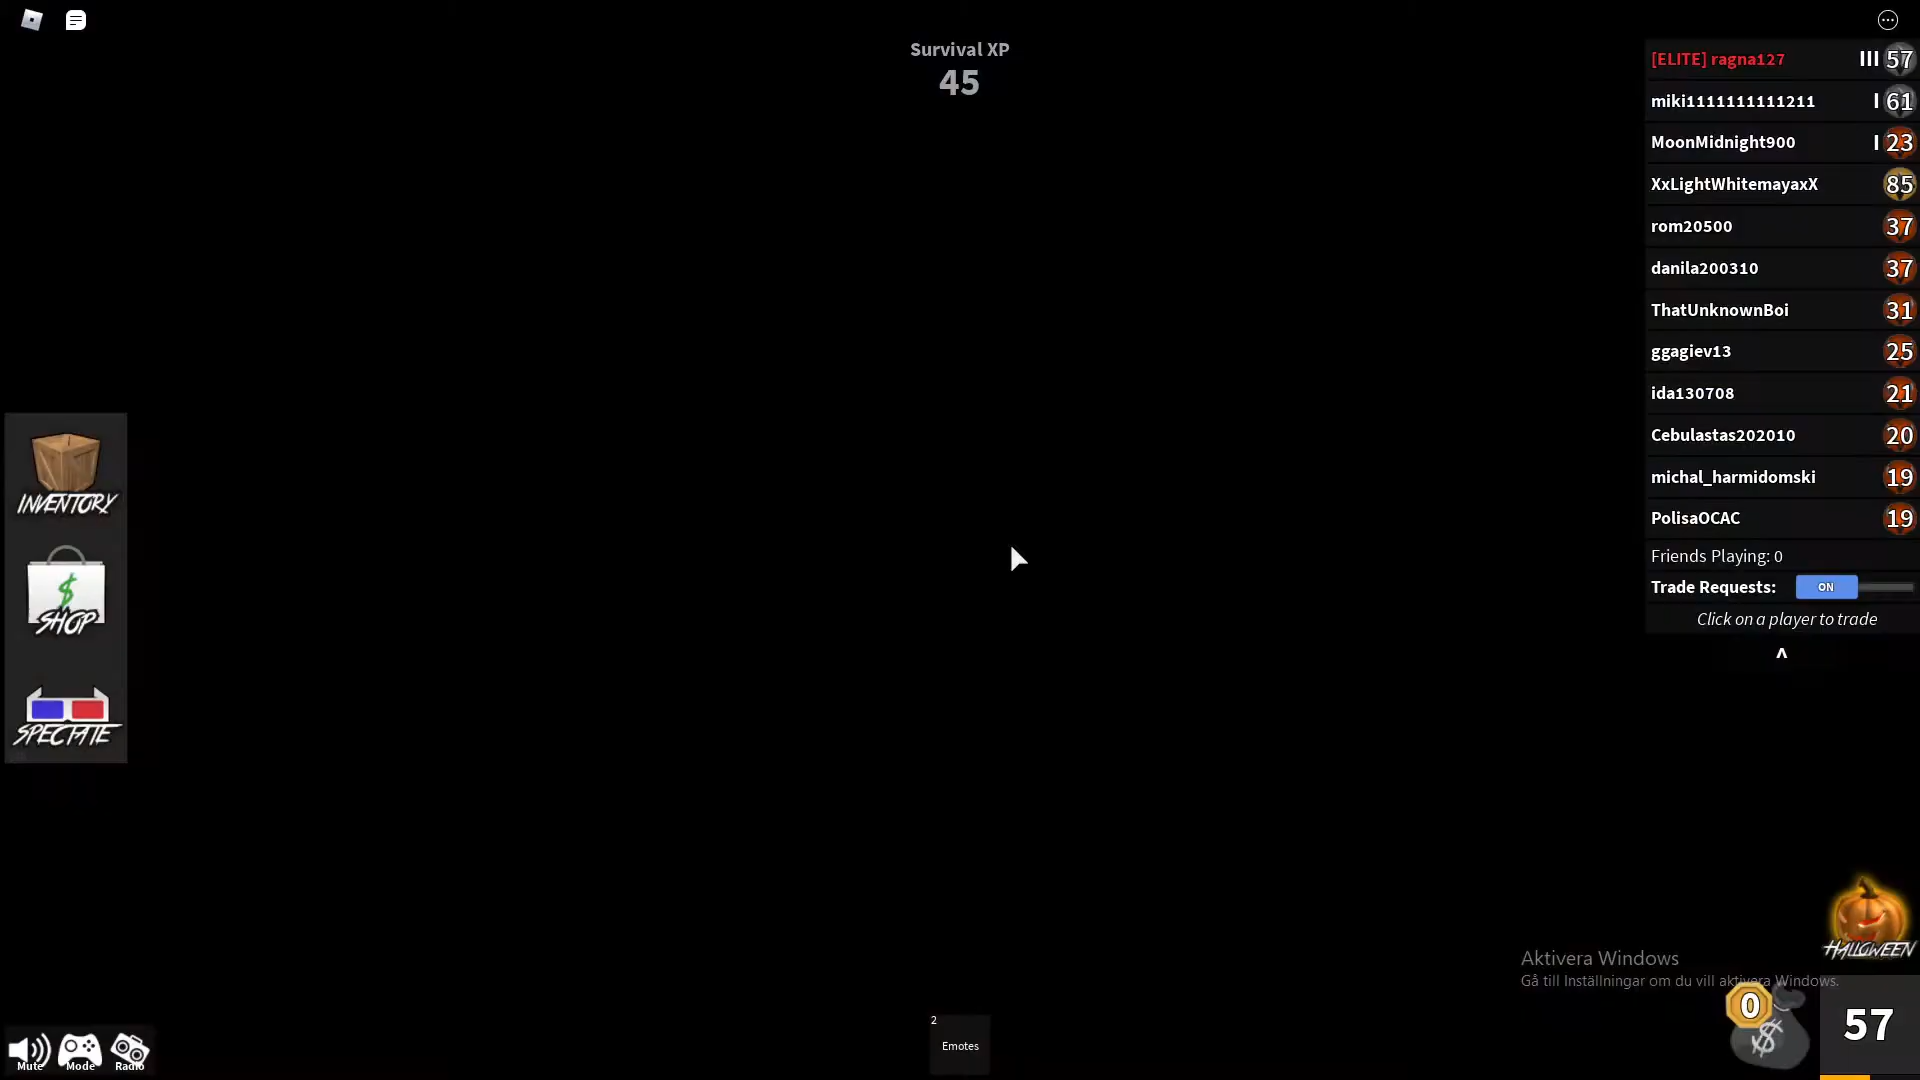 Survival XP
45
[ELITE] ragna127 III 57
miki1111111111211 I 61
MoonMidnight900 I 23
XxLightWhitemayaxX 85
rom20500 37
danila200310 37
ThatUnknownBoi 31
ggagiev13 25
ida130708 21
Cebulastas202010 20
michal_harmidomski 19
PolisaOCAC 19
Friends Playing: 0
Trade Requests: ON
Click on a player to trade
^
INVENTORY
$
SHOP
SPECTATE
HALLOWEEN
Aktivera Windows
Gå till Inställningar om du vill aktivera Windows.
0
$
57
2
Emotes
Mute Mode Radio